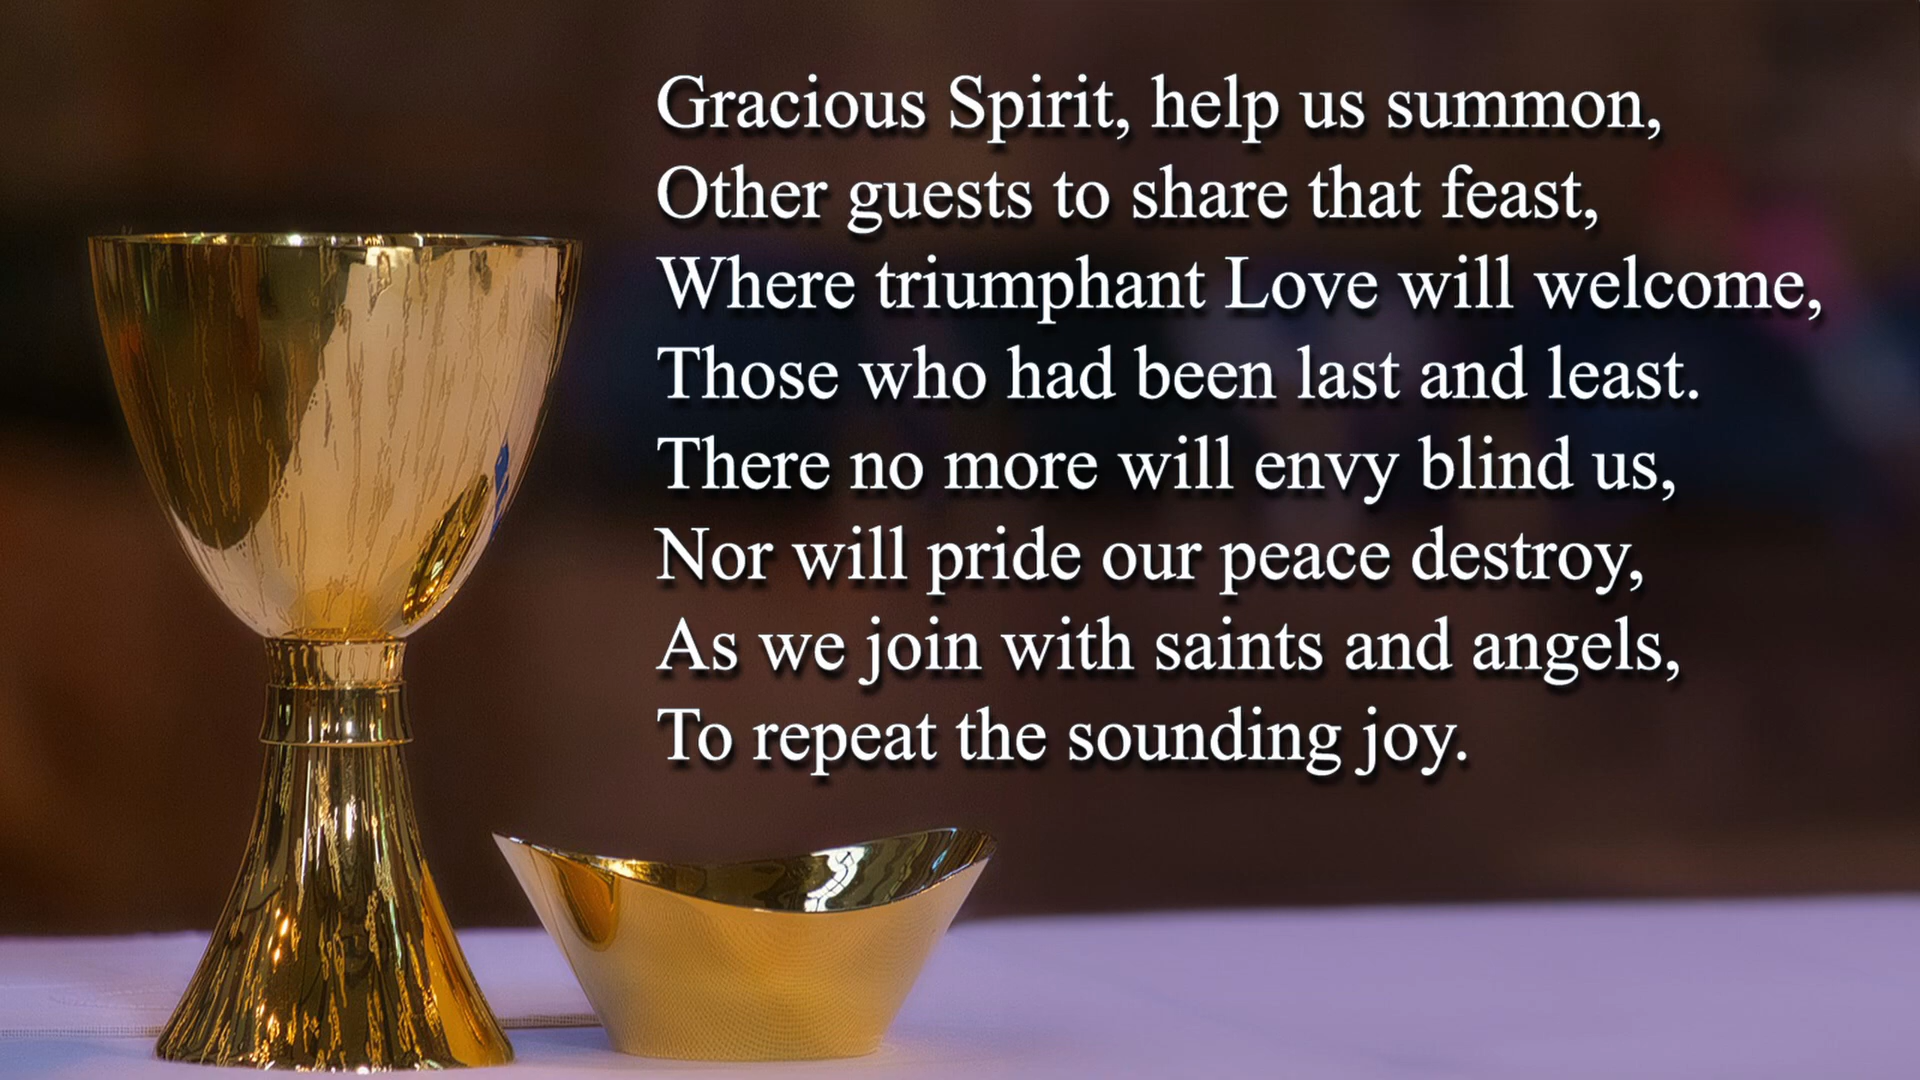 Gracious Spirit, help us summon,
Other guests to share that feast,
Where triumphant Love will welcome,
Those who had been last and least.
There no more will envy blind us,
Nor will pride our peace destroy,
As we join with saints and angels,
To repeat the sounding joy.